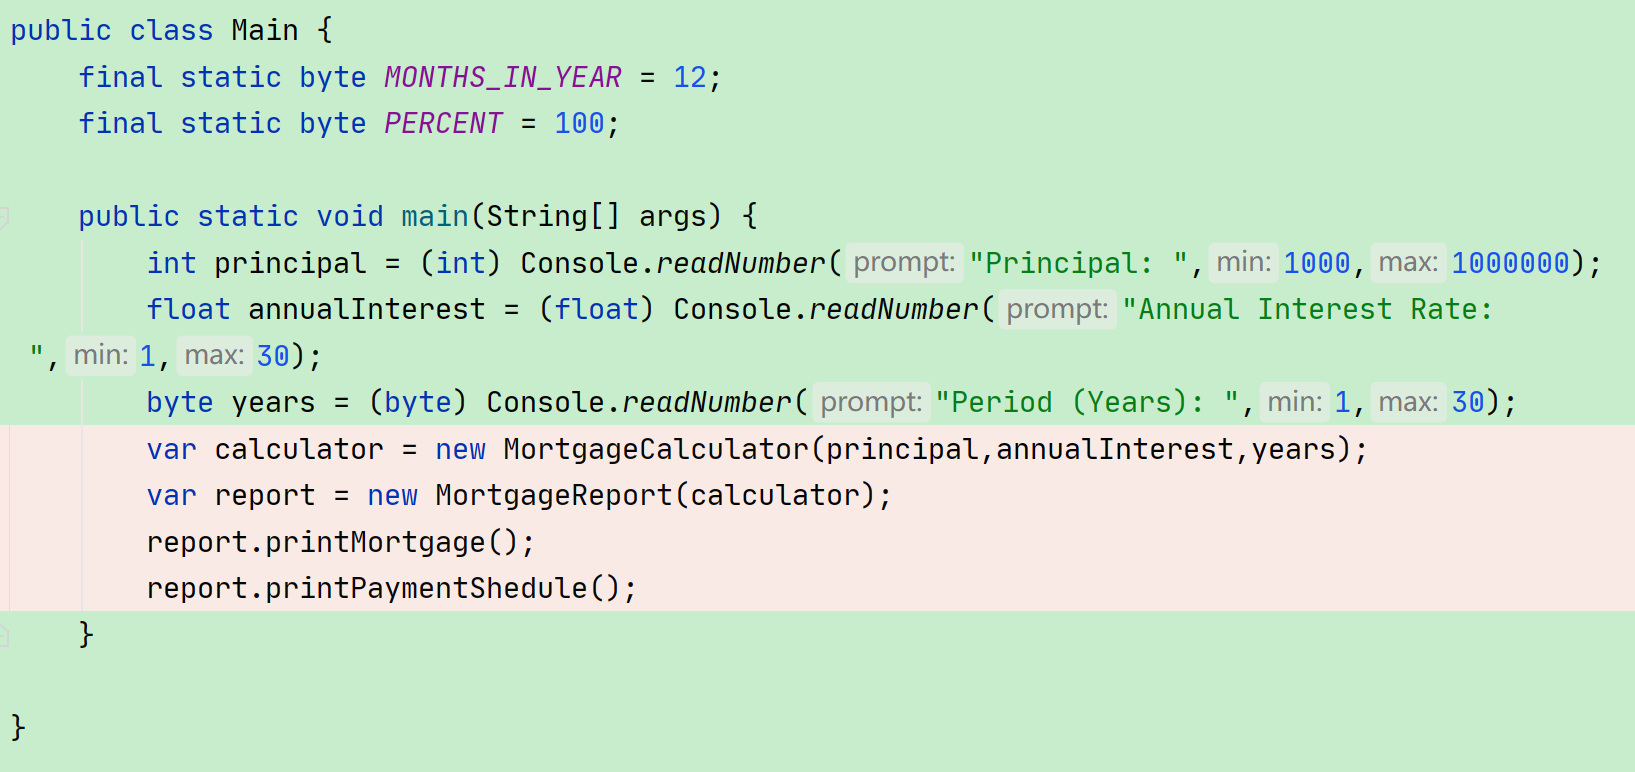 public class Main {
final static byte MONTHS_IN_YEAR = 12;
final static byte PERCENT = 100;
public static void main(String[] args) {
int principal = (int) Console.readNumber( prompt: "Principal: ", min: 1000, max: 1000000);
float annualInterest = (float) Console.readNumber( prompt: "Annual Interest Rate:
", min: 1, max: 30);
byte years = (byte) Console.readNumber( prompt: "Period (Years): ", min: 1, max: 30);
var calculator = new MortgageCalculator(principal,annualInterest,years);
var report = new MortgageReport(calculator);
report.printMortgage();
report.printPaymentShedule();
}
}